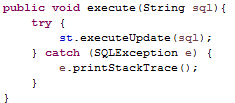 public void execute(String sql){
    try {
        st.executeUpdate(sql);
    } catch (SQLException e) {
        e.printStackTrace();
    }
}